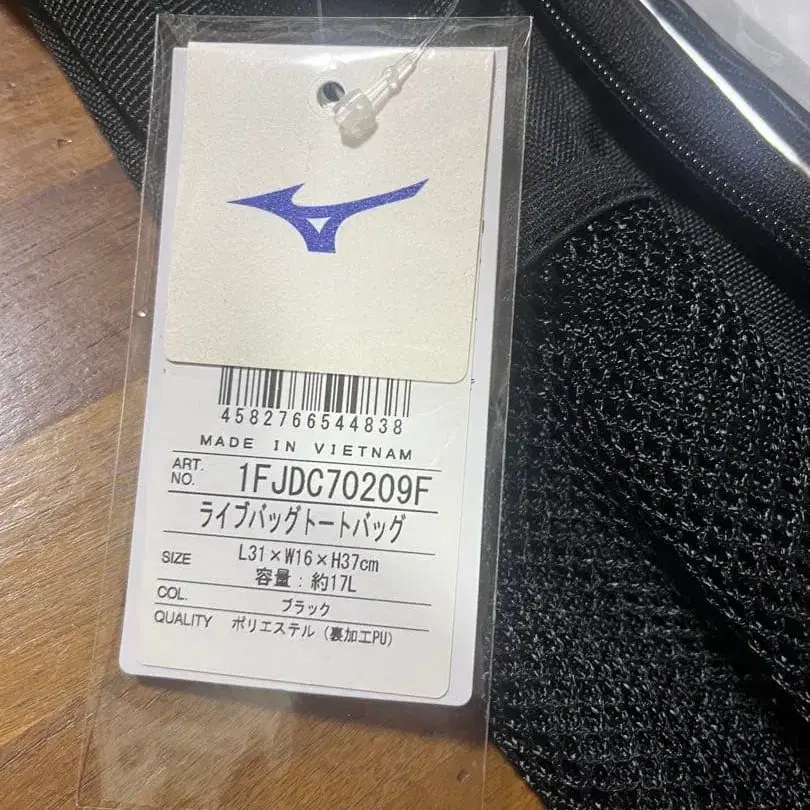 4582766544838
MADE IN VIETNAM
ART. NO. 1FJDC70209F
ライブバッグトートバッグ
SIZE L31×W16×H37cm
容量：約17L
COL. ブラック
QUALITY ポリエステル（裏加工PU）